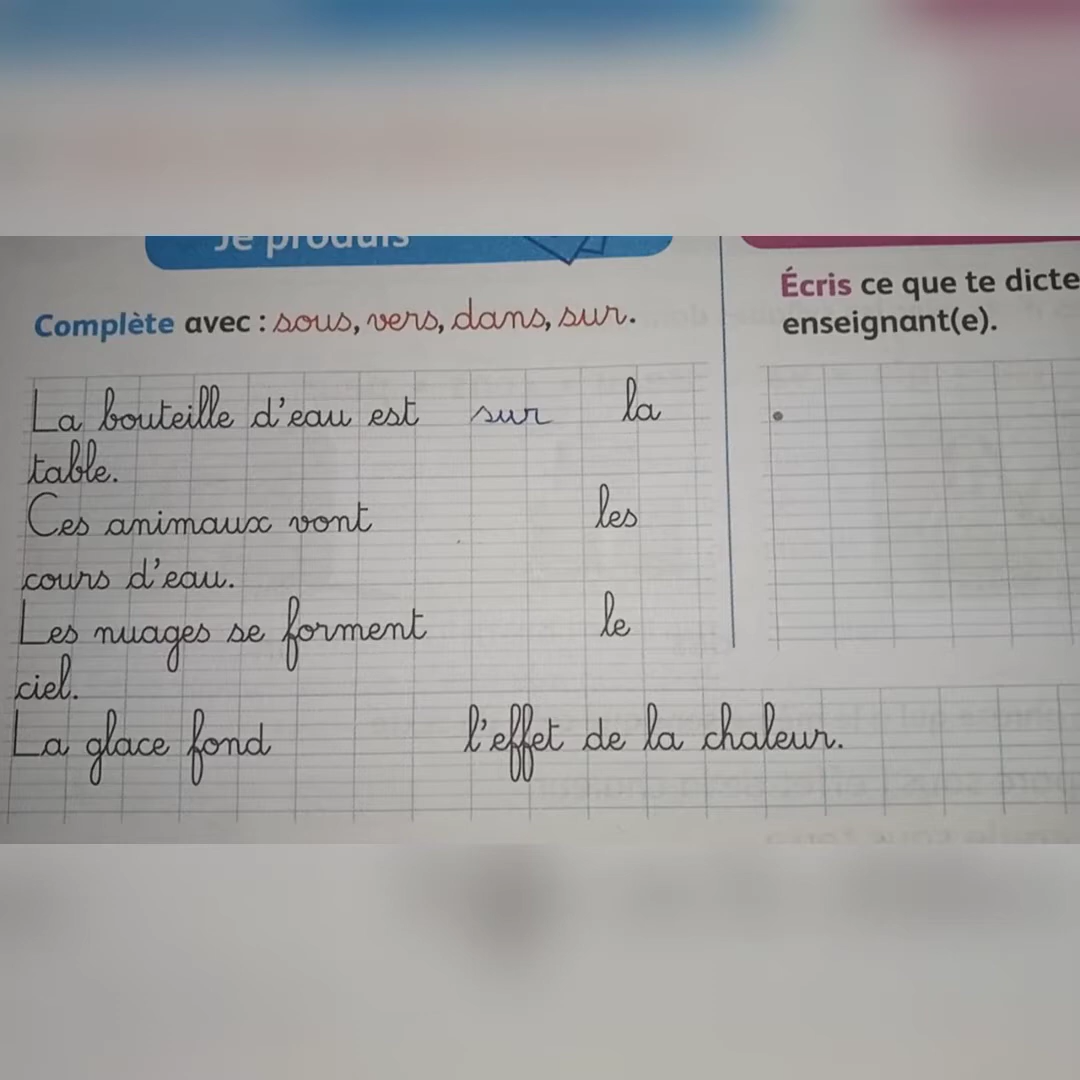 Je produis
Complète avec : sous, vers, dans, sur.
La bouteille d'eau est sur la
table.
Ces animaux vont les
cours d'eau.
Les nuages se forment le
ciel.
La glace fond l'effet de la chaleur.
Écris ce que te dicte
enseignant(e).